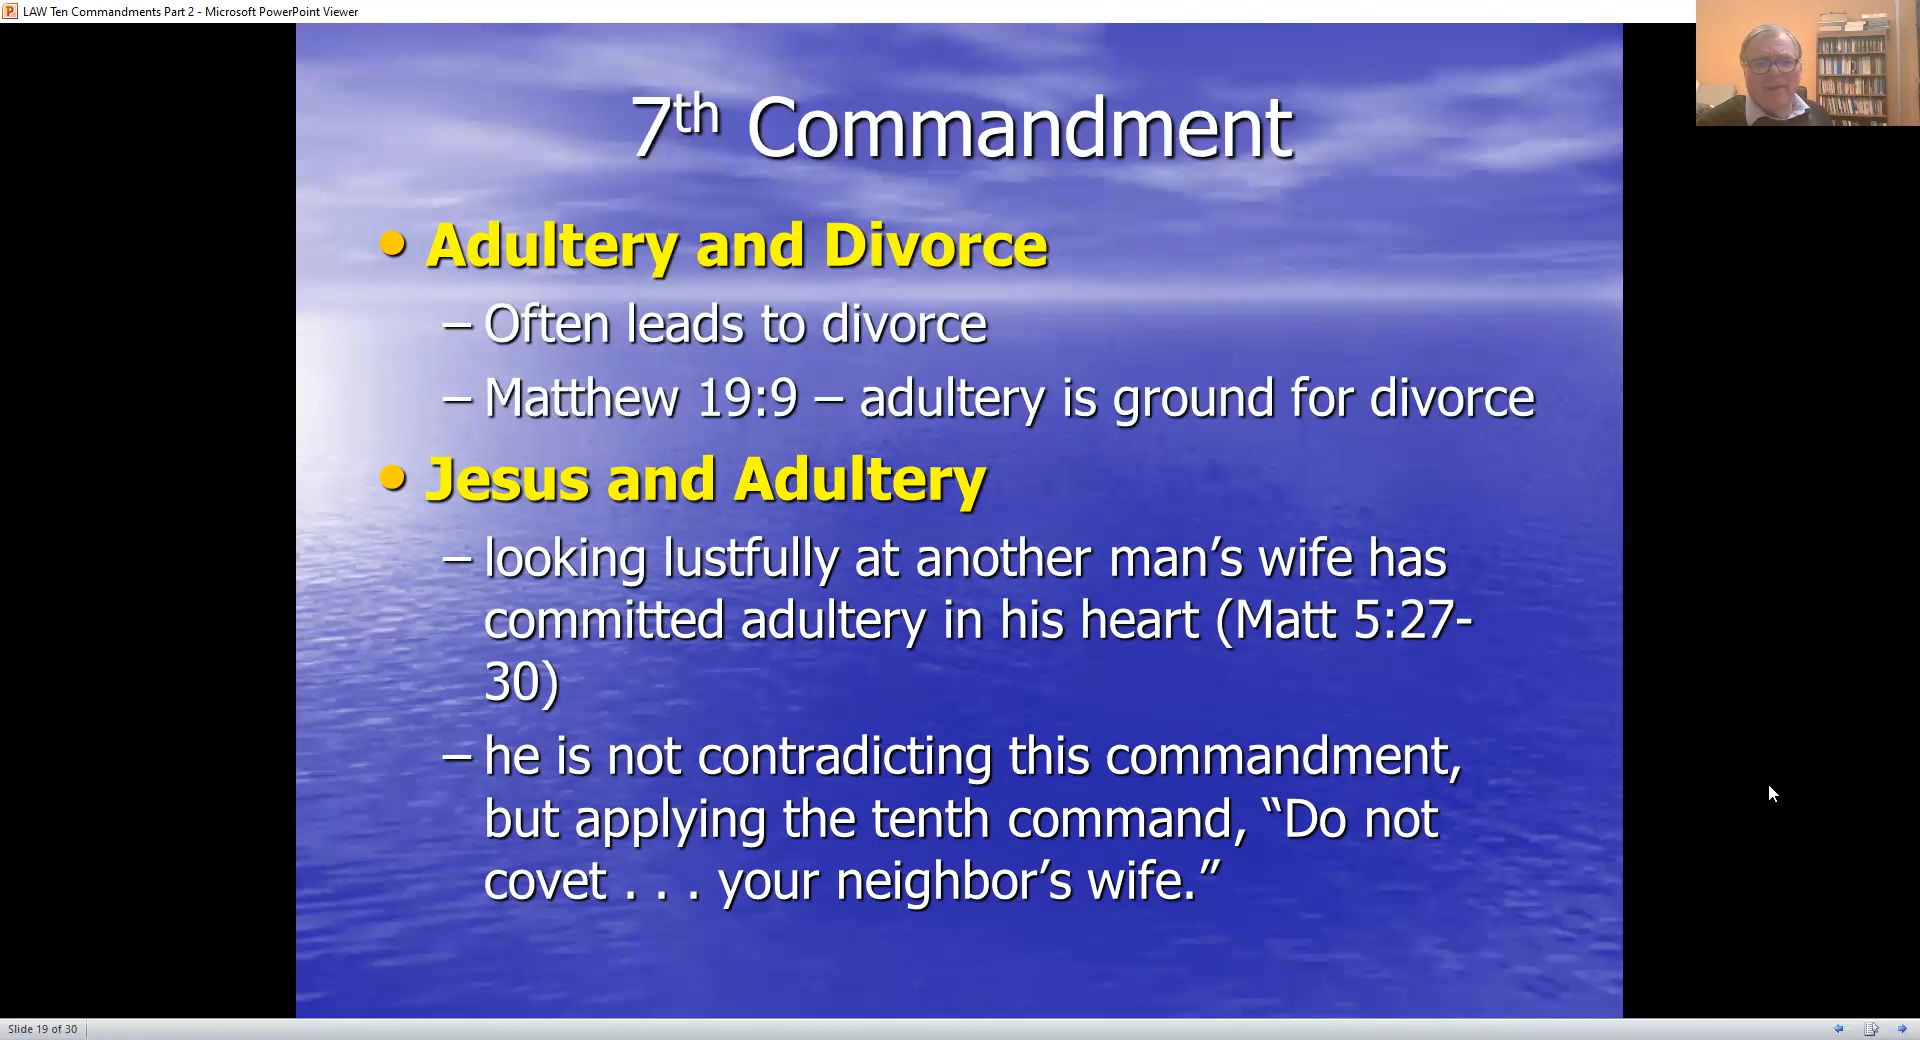 LAW Ten Commandments Part 2 - Microsoft PowerPoint Viewer
7th Commandment
• Adultery and Divorce
– Often leads to divorce
– Matthew 19:9 – adultery is ground for divorce
• Jesus and Adultery
– looking lustfully at another man’s wife has
committed adultery in his heart (Matt 5:27-
30)
– he is not contradicting this commandment,
but applying the tenth command, “Do not
covet . . . your neighbor’s wife.”
Slide 19 of 30